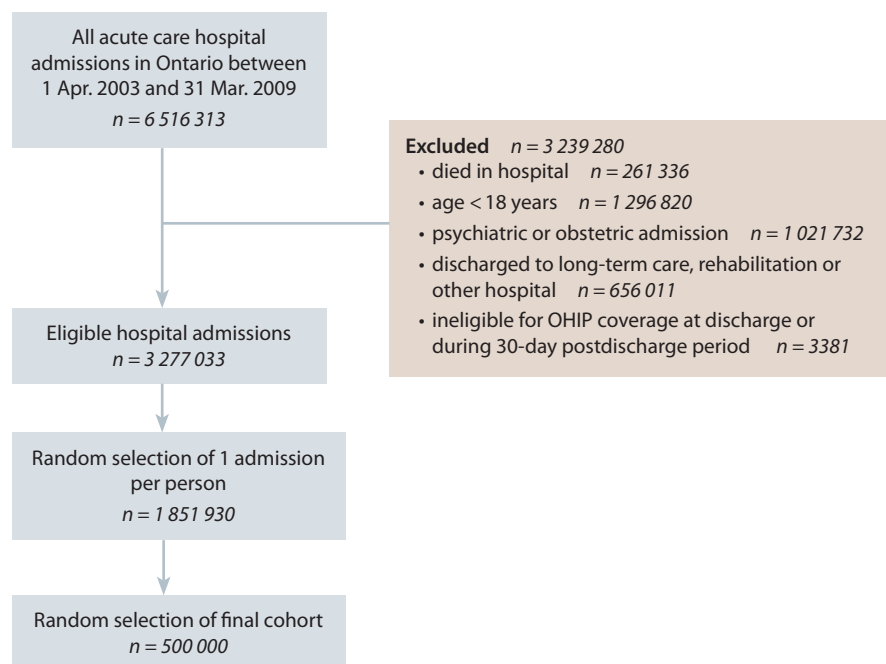 All acute care hospital
admissions in Ontario between
1 Apr. 2003 and 31 Mar. 2009
n = 6 516 313
Excluded n = 3 239 280
• died in hospital n = 261 336
• age < 18 years n = 1 296 820
• psychiatric or obstetric admission n = 1 021 732
• discharged to long-term care, rehabilitation or
other hospital n = 656 011
• ineligible for OHIP coverage at discharge or
during 30-day postdischarge period n = 3381
Eligible hospital admissions
n = 3 277 033
Random selection of 1 admission
per person
n = 1 851 930
Random selection of final cohort
n = 500 000